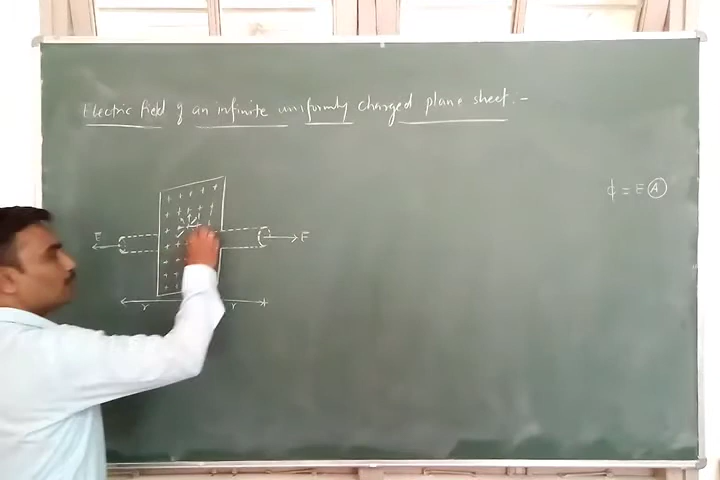 Electric field of an infinite uniformly charged plane sheet:-
ϕ = E A
E
E
r
r